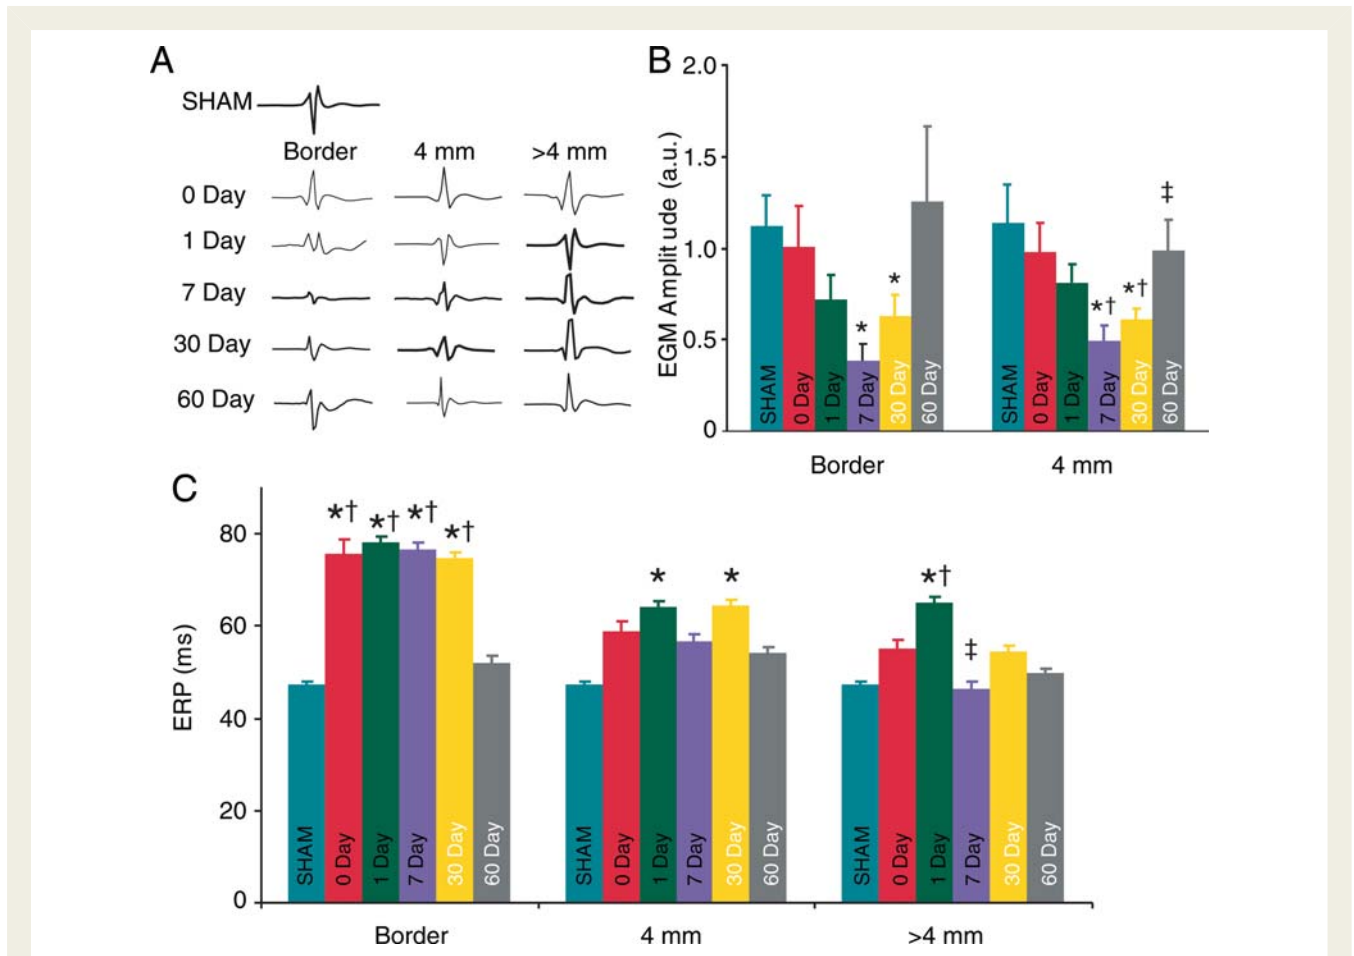 A
SHAM
Border 4 mm >4 mm
0 Day
1 Day
7 Day
30 Day
60 Day
B
EGM Amplitude (a.u.)
2.0
1.5
1.0
0.5
0
* * *† *† ‡
SHAM 0 Day 1 Day 7 Day 30 Day 60 Day
SHAM 0 Day 1 Day 7 Day 30 Day 60 Day
Border 4 mm
C
ERP (ms)
80
60
40
20
0
*† *† *† *† * * *† ‡
SHAM 0 Day 1 Day 7 Day 30 Day 60 Day
SHAM 0 Day 1 Day 7 Day 30 Day 60 Day
SHAM 0 Day 1 Day 7 Day 30 Day 60 Day
Border 4 mm >4 mm